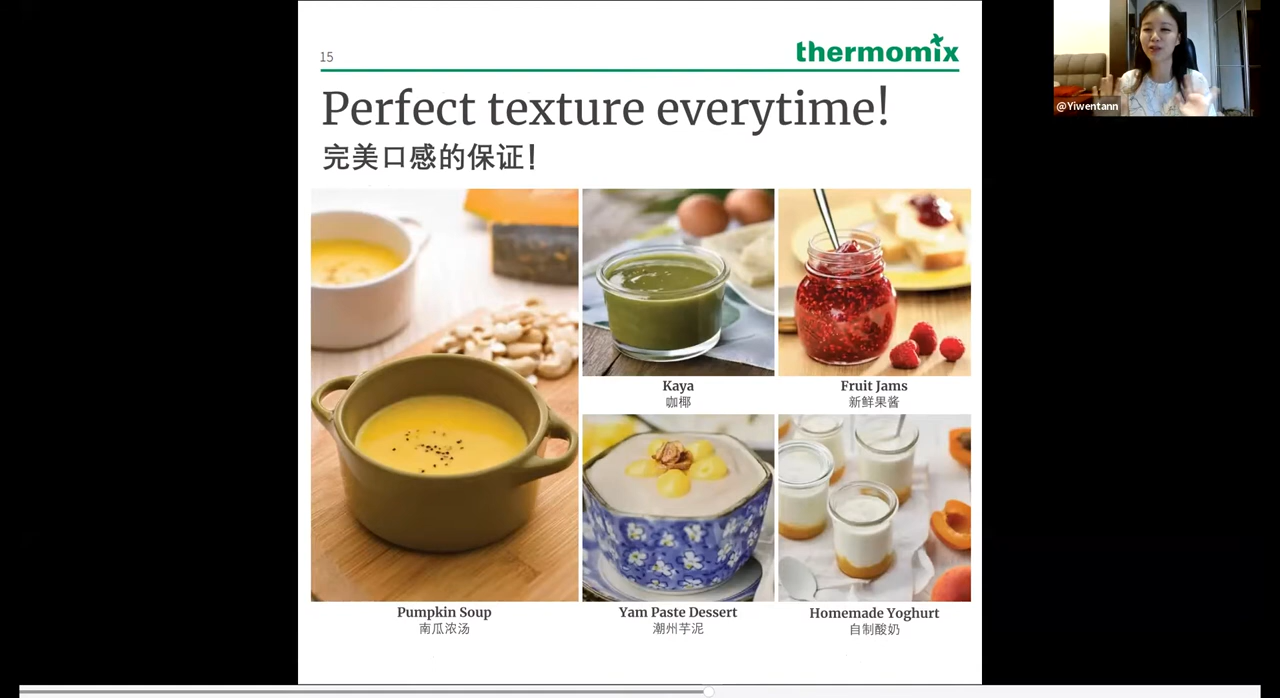 15
thermomix
Perfect texture everytime!
完美口感的保证!
@Yiwentann
Kaya
咖椰
Fruit Jams
新鲜果酱
Pumpkin Soup
南瓜浓汤
Yam Paste Dessert
潮州芋泥
Homemade Yoghurt
自制酸奶